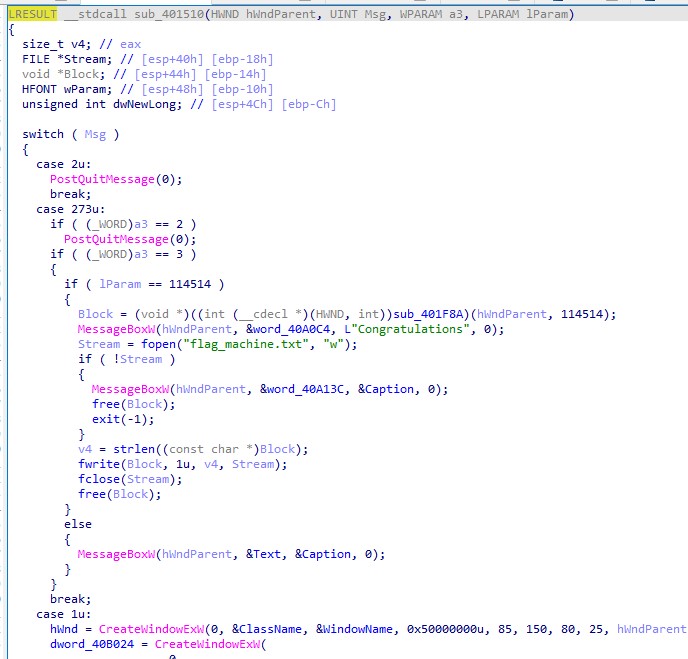 LRESULT __stdcall sub_401510(HWND hWndParent, UINT Msg, WPARAM a3, LPARAM lParam)
{
  size_t v4; // eax
  FILE *Stream; // [esp+40h] [ebp-18h]
  void *Block; // [esp+44h] [ebp-14h]
  HFONT wParam; // [esp+48h] [ebp-10h]
  unsigned int dwNewLong; // [esp+4Ch] [ebp-Ch]

  switch ( Msg )
  {
    case 2u:
      PostQuitMessage(0);
      break;
    case 273u:
      if ( (_WORD)a3 == 2 )
        PostQuitMessage(0);
      if ( (_WORD)a3 == 3 )
      {
        if ( lParam == 114514 )
        {
          Block = (void *)((int (__cdecl *)(HWND, int))sub_401F8A)(hWndParent, 114514);
          MessageBoxW(hWndParent, &word_40A0C4, L"Congratulations", 0);
          Stream = fopen("flag_machine.txt", "w");
          if ( !Stream )
          {
            MessageBoxW(hWndParent, &word_40A13C, &Caption, 0);
            free(Block);
            exit(-1);
          }
          v4 = strlen((const char *)Block);
          fwrite(Block, 1u, v4, Stream);
          fclose(Stream);
          free(Block);
        }
        else
        {
          MessageBoxW(hWndParent, &Text, &Caption, 0);
        }
      }
      break;
    case 1u:
      hWnd = CreateWindowExW(0, &ClassName, &WindowName, 0x50000000u, 85, 150, 80, 25, hWndParent
      dword_40B024 = CreateWindowExW(